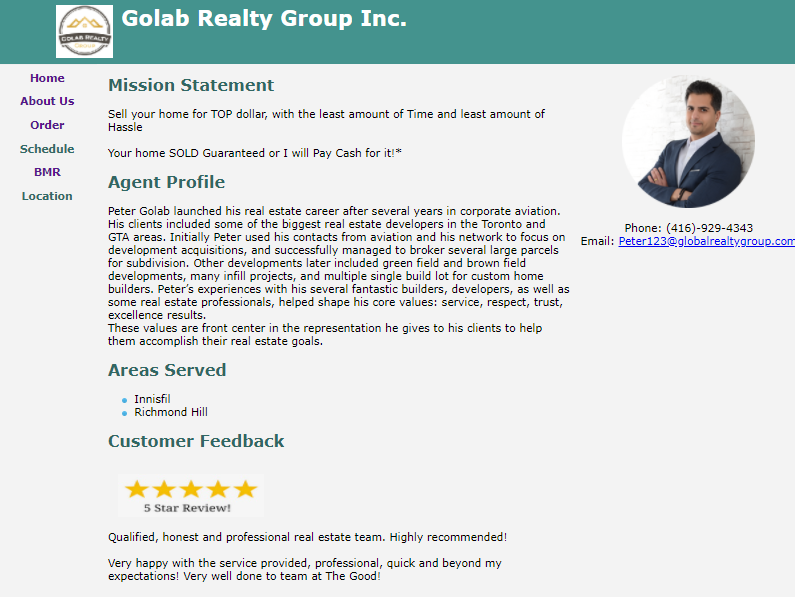 Golab Realty Group Inc.
GOLAB REALTY
GROUP
Home
About Us
Order
Schedule
BMR
Location
Mission Statement
Sell your home for TOP dollar, with the least amount of Time and least amount of
Hassle
Your home SOLD Guaranteed or I will Pay Cash for it!*
Agent Profile
Peter Golab launched his real estate career after several years in corporate aviation.
His clients included some of the biggest real estate developers in the Toronto and
GTA areas. Initially Peter used his contacts from aviation and his network to focus on
development acquisitions, and successfully managed to broker several large parcels
for subdivision. Other developments later included green field and brown field
developments, many infill projects, and multiple single build lot for custom home
builders. Peter’s experiences with his several fantastic builders, developers, as well as
some real estate professionals, helped shape his core values: service, respect, trust,
excellence results.
These values are front center in the representation he gives to his clients to help
them accomplish their real estate goals.
Areas Served
Innisfil
Richmond Hill
Customer Feedback
5 Star Review!
Qualified, honest and professional real estate team. Highly recommended!
Very happy with the service provided, professional, quick and beyond my
expectations! Very well done to team at The Good!
Phone: (416)-929-4343
Email: Peter123@globalrealtygroup.com